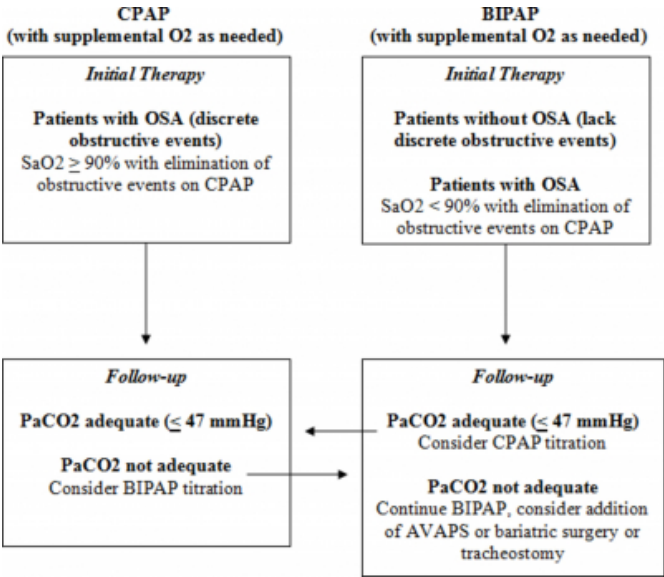 CPAP
(with supplemental O2 as needed)
Initial Therapy
Patients with OSA (discrete
obstructive events)
SaO2 ≥ 90% with elimination of
obstructive events on CPAP
Follow-up
PaCO2 adequate (≤ 47 mmHg)
PaCO2 not adequate
Consider BIPAP titration
BIPAP
(with supplemental O2 as needed)
Initial Therapy
Patients without OSA (lack
discrete obstructive events)
Patients with OSA
SaO2 < 90% with elimination of
obstructive events on CPAP
Follow-up
PaCO2 adequate (≤ 47 mmHg)
Consider CPAP titration
PaCO2 not adequate
Continue BIPAP, consider addition
of AVAPS or bariatric surgery or
tracheostomy